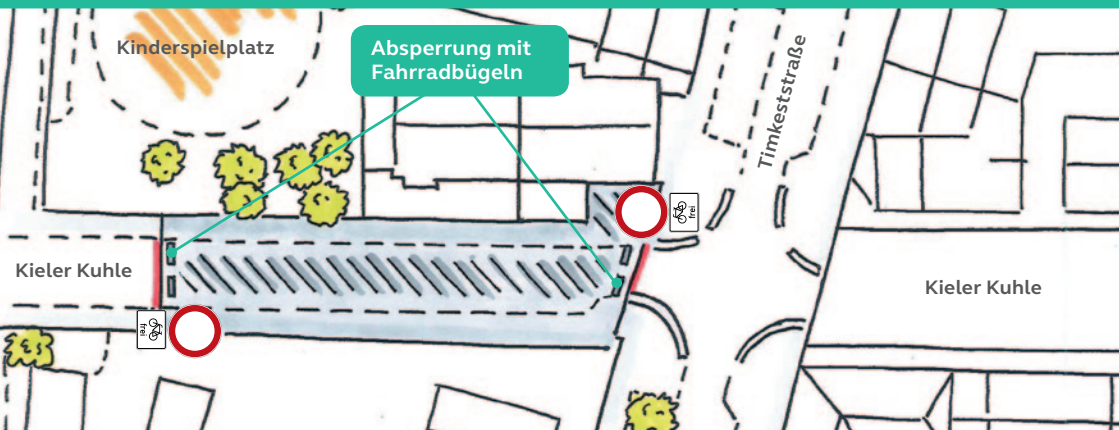 Kinderspielplatz
Absperrung mit
Fahrradbügeln
Timkeststraße
frei
Kieler Kuhle
Kieler Kuhle
frei